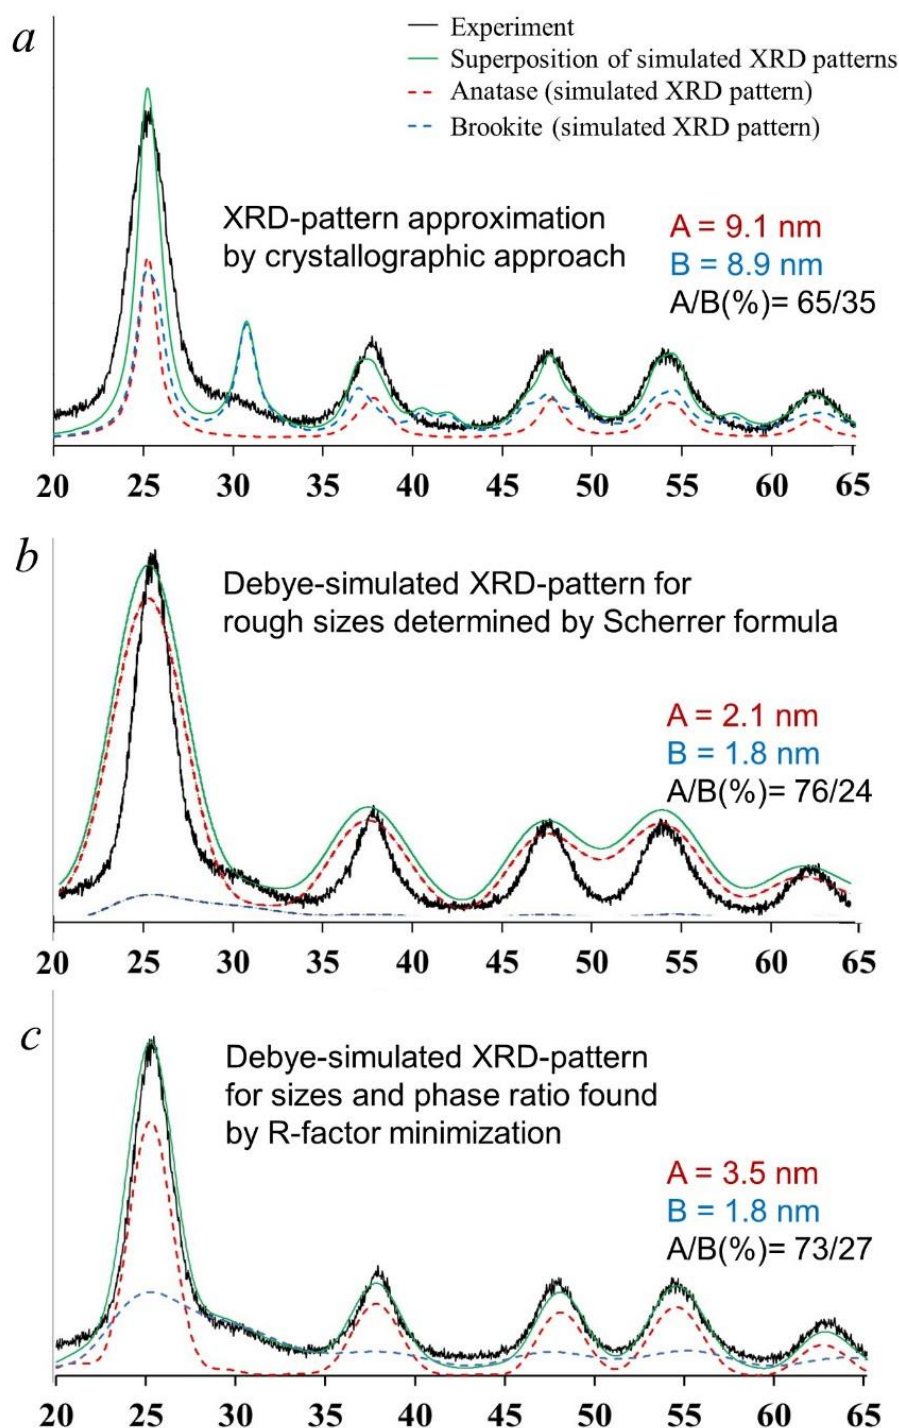 a
Experiment
Superposition of simulated XRD patterns
Anatase (simulated XRD pattern)
Brookite (simulated XRD pattern)
XRD-pattern approximation
by crystallographic approach
A = 9.1 nm
B = 8.9 nm
A/B(%)= 65/35
20 25 30 35 40 45 50 55 60 65
b
Debye-simulated XRD-pattern for
rough sizes determined by Scherrer formula
A = 2.1 nm
B = 1.8 nm
A/B(%)= 76/24
20 25 30 35 40 45 50 55 60 65
c
Debye-simulated XRD-pattern
for sizes and phase ratio found
by R-factor minimization
A = 3.5 nm
B = 1.8 nm
A/B(%)= 73/27
20 25 30 35 40 45 50 55 60 65